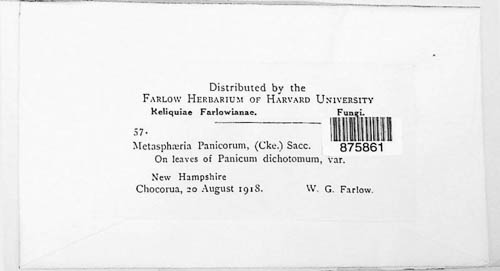 Distributed by the
FARLOW HERBARIUM OF HARVARD UNIVERSITY
Reliquiae Farlowianae. Fungi.
57.
Metasphæria Panicorum, (Cke.) Sacc.
875861
On leaves of Panicum dichotomum, var.
New Hampshire
Chocorua, 20 August 1918. W. G. Farlow.